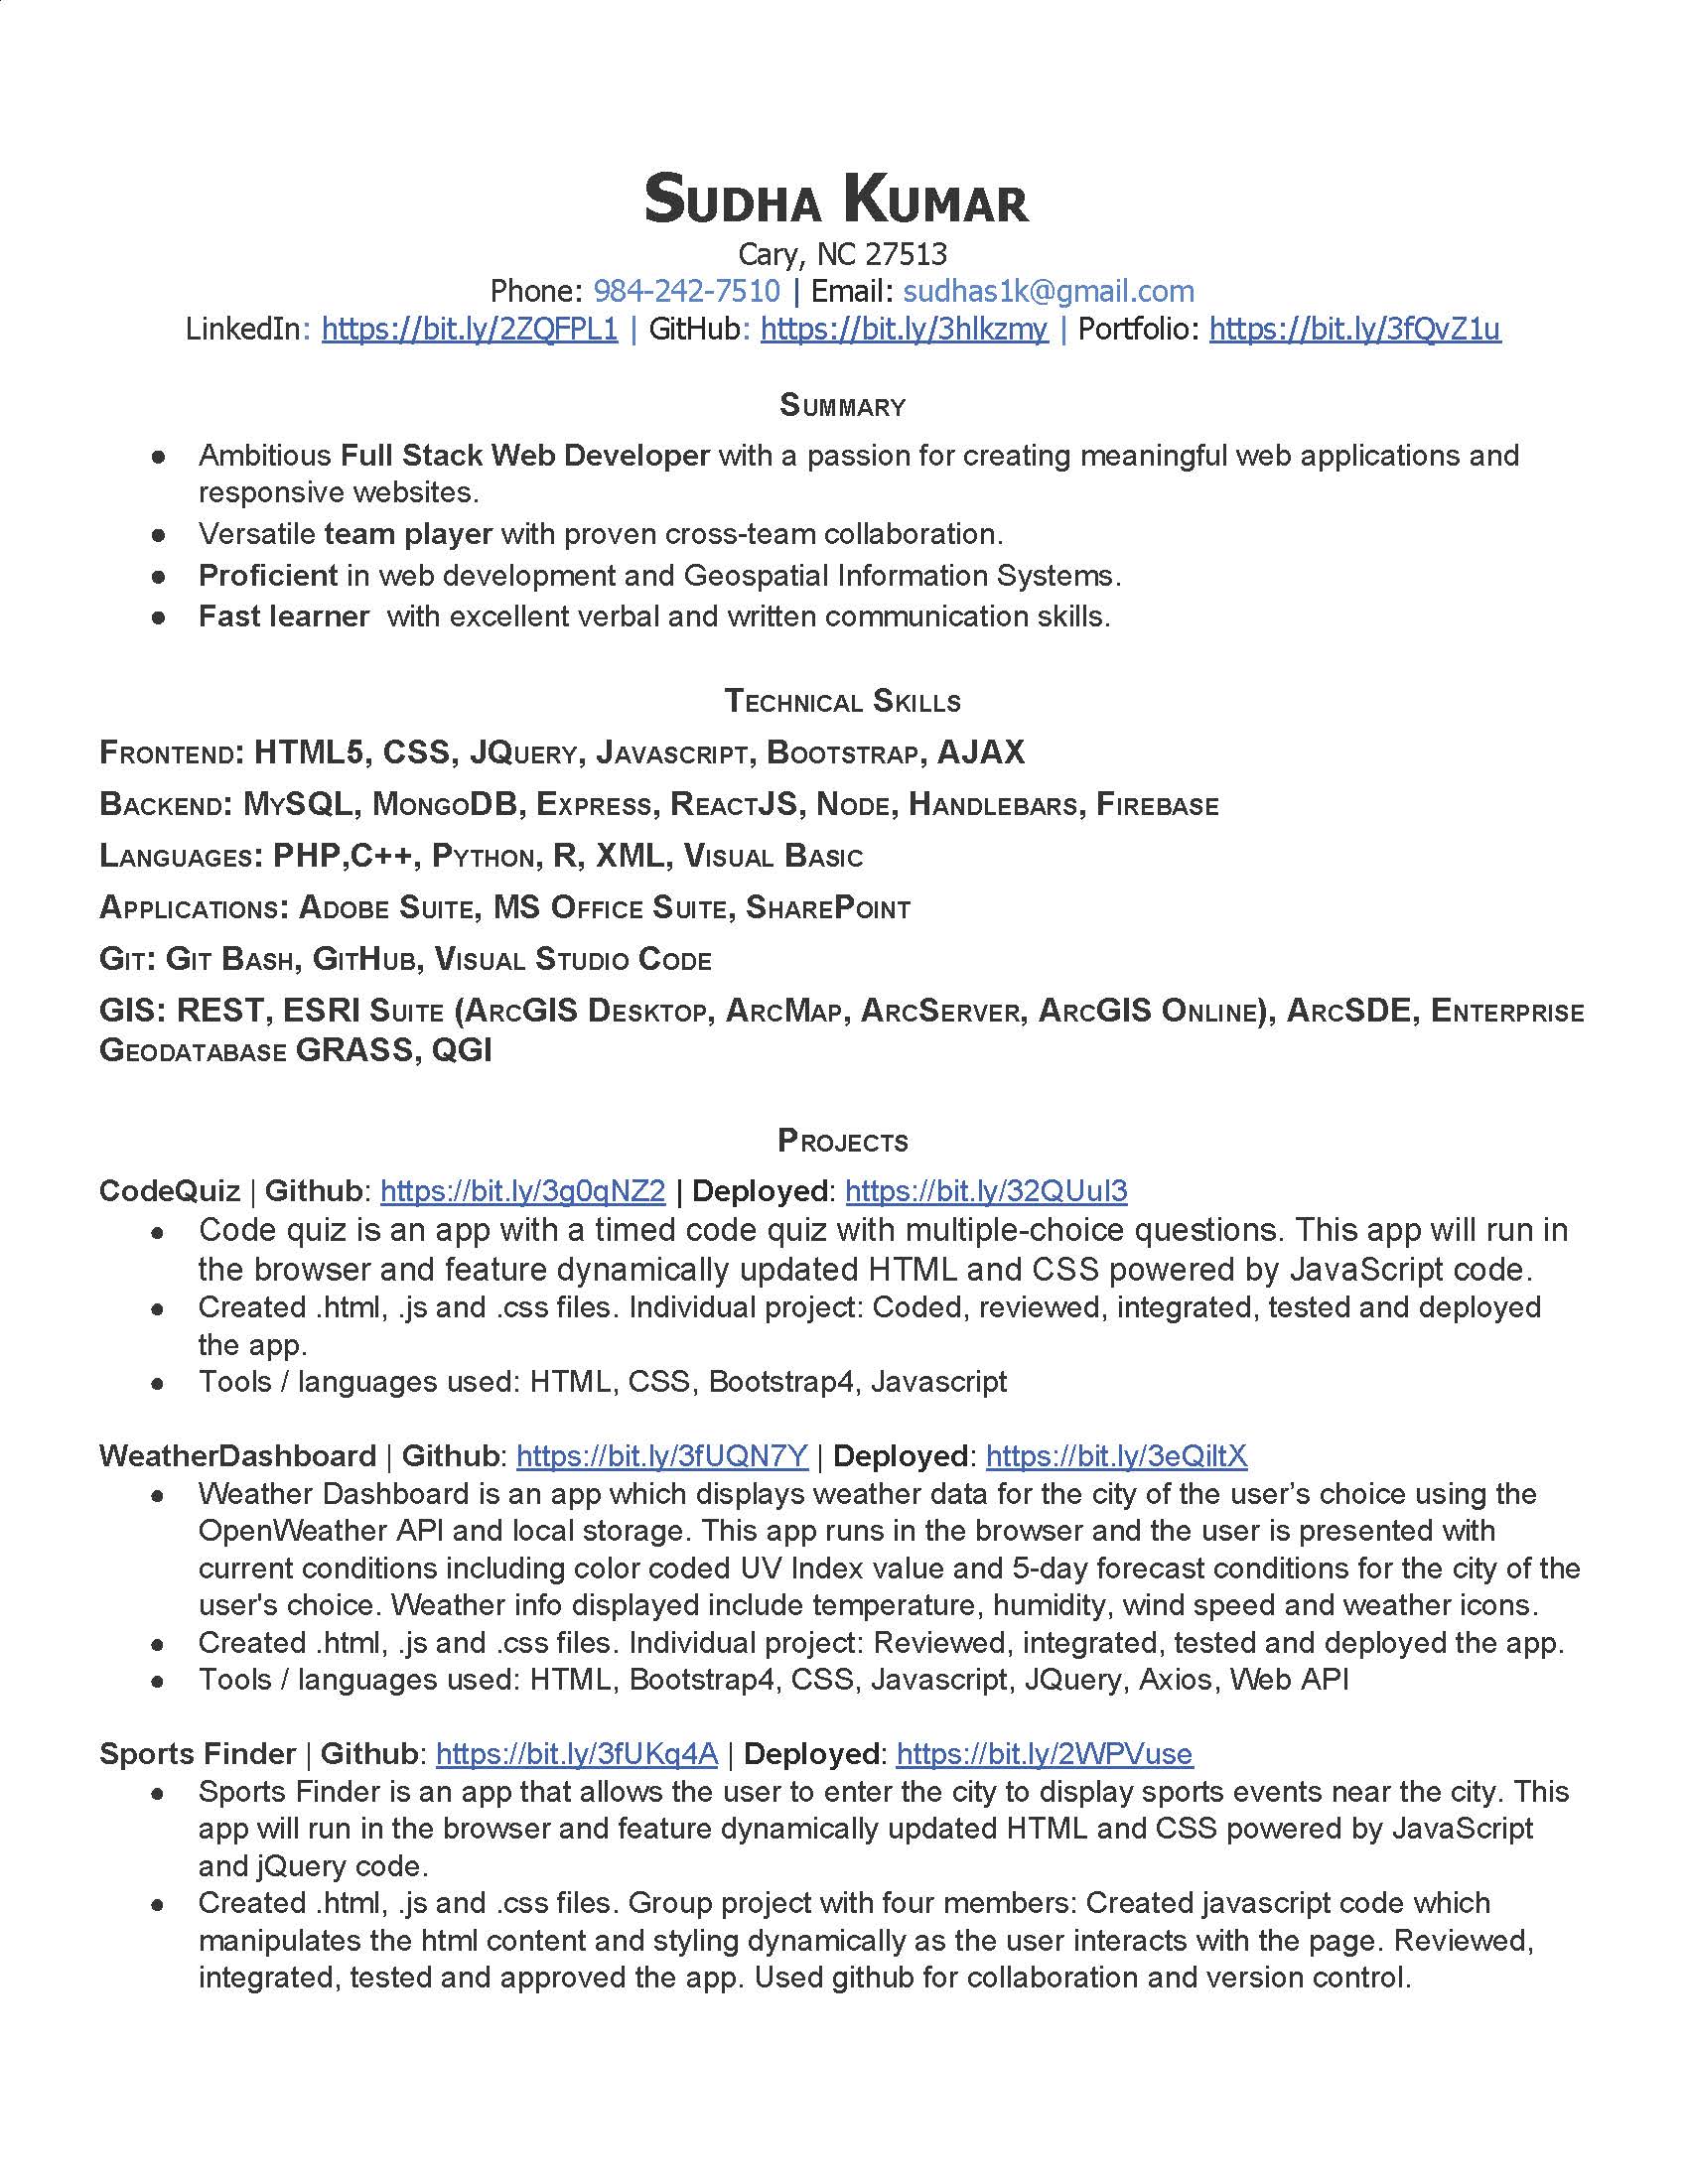 Sudha Kumar
Cary, NC 27513
Phone: 984-242-7510 | Email: sudhas1k@gmail.com
LinkedIn: https://bit.ly/2ZQFPL1 | GitHub: https://bit.ly/3hlkzmy | Portfolio: https://bit.ly/3fQvZ1u
Summary
● Ambitious Full Stack Web Developer with a passion for creating meaningful web applications and
responsive websites.
● Versatile team player with proven cross-team collaboration.
● Proficient in web development and Geospatial Information Systems.
● Fast learner with excellent verbal and written communication skills.
Technical Skills
Frontend: HTML5, CSS, JQuery, Javascript, Bootstrap, AJAX
Backend: MySQL, MongoDB, Express, ReactJS, Node, Handlebars, Firebase
Languages: PHP,C++, Python, R, XML, Visual Basic
Applications: Adobe Suite, MS Office Suite, SharePoint
Git: Git Bash, GitHub, Visual Studio Code
GIS: REST, ESRI Suite (ArcGIS Desktop, ArcMap, ArcServer, ArcGIS Online), ArcSDE, Enterprise
Geodatabase GRASS, QGI
Projects
CodeQuiz | Github: https://bit.ly/3g0qNZ2 | Deployed: https://bit.ly/32QUuI3
● Code quiz is an app with a timed code quiz with multiple-choice questions. This app will run in
the browser and feature dynamically updated HTML and CSS powered by JavaScript code.
● Created .html, .js and .css files. Individual project: Coded, reviewed, integrated, tested and deployed
the app.
● Tools / languages used: HTML, CSS, Bootstrap4, Javascript
WeatherDashboard | Github: https://bit.ly/3fUQN7Y | Deployed: https://bit.ly/3eQiltX
● Weather Dashboard is an app which displays weather data for the city of the user’s choice using the
OpenWeather API and local storage. This app runs in the browser and the user is presented with
current conditions including color coded UV Index value and 5-day forecast conditions for the city of the
user's choice. Weather info displayed include temperature, humidity, wind speed and weather icons.
● Created .html, .js and .css files. Individual project: Reviewed, integrated, tested and deployed the app.
● Tools / languages used: HTML, Bootstrap4, CSS, Javascript, JQuery, Axios, Web API
Sports Finder | Github: https://bit.ly/3fUKq4A | Deployed: https://bit.ly/2WPVuse
● Sports Finder is an app that allows the user to enter the city to display sports events near the city. This
app will run in the browser and feature dynamically updated HTML and CSS powered by JavaScript
and jQuery code.
● Created .html, .js and .css files. Group project with four members: Created javascript code which
manipulates the html content and styling dynamically as the user interacts with the page. Reviewed,
integrated, tested and approved the app. Used github for collaboration and version control.